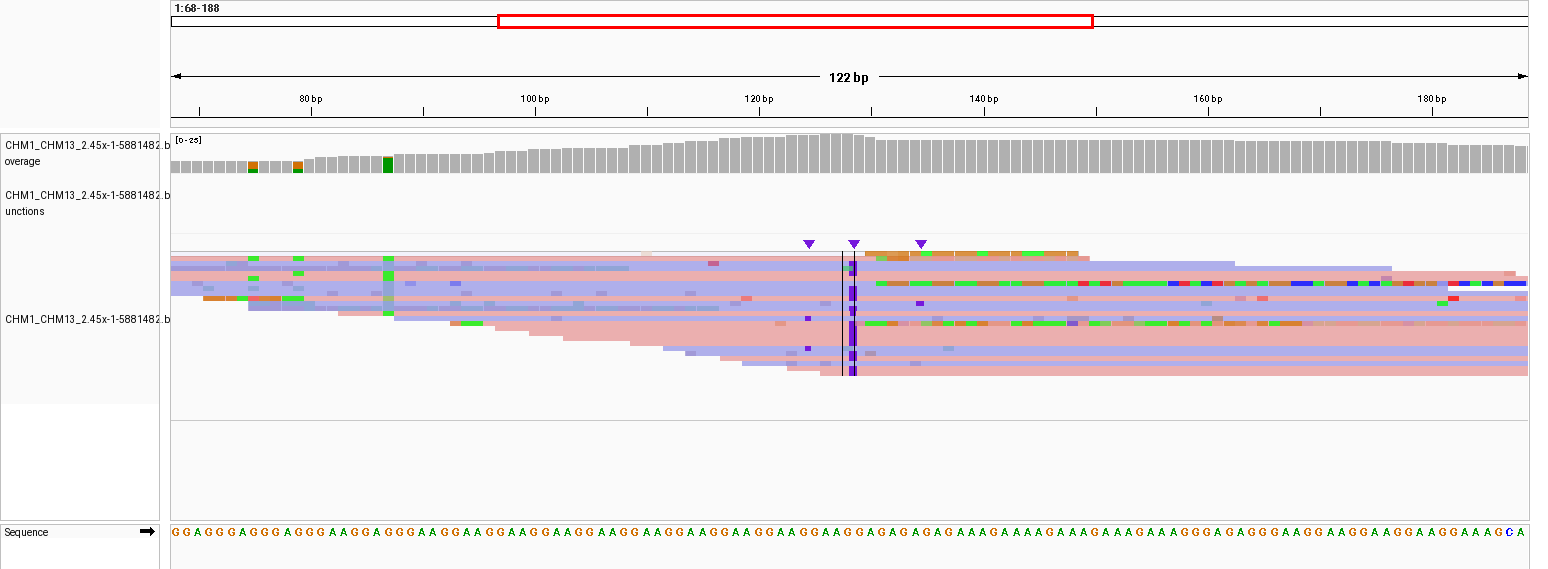 1:68-188
122 bp
80 bp 100 bp 120 bp 140 bp 160 bp 180 bp
CHM1_CHM13_2.45x-1-5881482.b
overage
[0-25]
CHM1_CHM13_2.45x-1-5881482.b
unctions
CHM1_CHM13_2.45x-1-5881482.b
Sequence
GGAGGGAGGGAGGGAAGGAGGGAAGGAAGGAAGGAAGGAAGGAAGGAAGGAAGGAAGGAAGGAGAGAGAGAAAGAAAAGAAAGAAAGAAAGGGAGAGGGAAGGAAGGAAGGAAGGAAAGCA